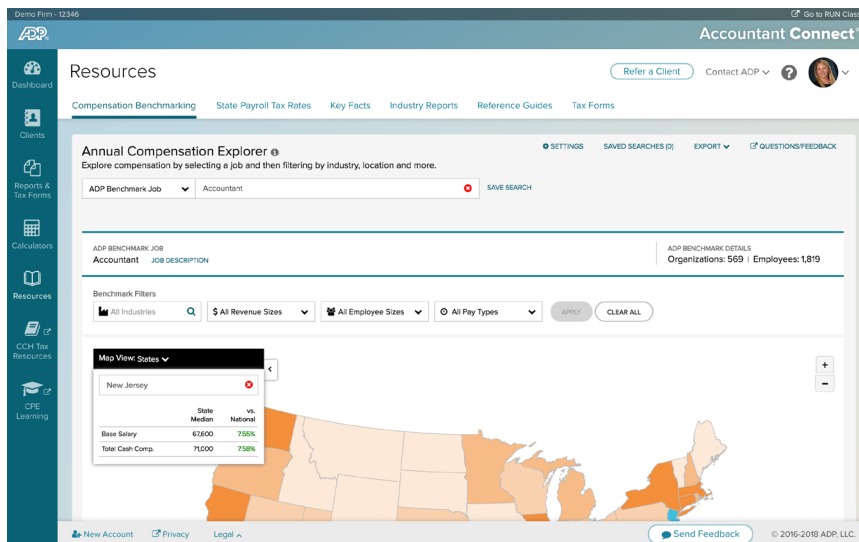 Demo Firm - 12346
Go to RUN Class
ADP
Accountant Connect
Dashboard
Clients
Reports &
Tax Forms
Calculators
Resources
CCH Tax
Resources
CPE
Learning
Resources
Refer a Client
Contact ADP
?
Compensation Benchmarking
State Payroll Tax Rates
Key Facts
Industry Reports
Reference Guides
Tax Forms
Annual Compensation Explorer
SETTINGS
SAVED SEARCHES (0)
EXPORT
QUESTIONS/FEEDBACK
Explore compensation by selecting a job and then filtering by industry, location and more.
ADP Benchmark Job
Accountant
SAVE SEARCH
ADP BENCHMARK JOB
Accountant JOB DESCRIPTION
ADP BENCHMARK DETAILS
Organizations: 569 | Employees: 1,819
Benchmark Filters
All Industries
$ All Revenue Sizes
All Employee Sizes
All Pay Types
APPLY
CLEAR ALL
Map View: States
<
+
−
New Jersey
State Median vs. National
Base Salary 67,600 7.55%
Total Cash Comp. 71,000 7.58%
New Account
Privacy
Legal
Send Feedback
© 2016-2018 ADP, LLC.